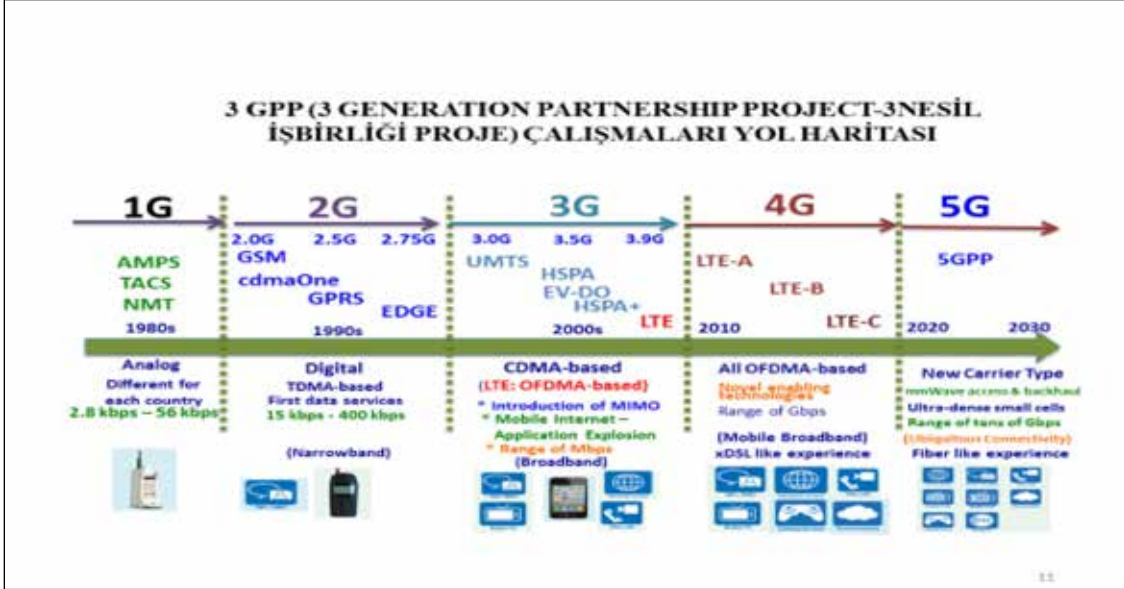 3 GPP (3 GENERATION PARTNERSHIP PROJECT-3NESİL
İŞBİRLİĞİ PROJE) ÇALIŞMALARI YOL HARİTASI
1G
2G
3G
4G
5G
2.0G 2.5G 2.75G
3.0G 3.5G 3.9G
AMPS
TACS
NMT
1980s
GSM
cdmaOne
GPRS
EDGE
1990s
UMTS
HSPA
EV-DO
HSPA+
LTE
2000s
LTE-A
LTE-B
LTE-C
2010
5GPP
2020 2030
Analog
Different for
each country
2.8 kbps – 56 kbps
Digital
TDMA-based
First data services
15 kbps - 400 kbps
(Narrowband)
CDMA-based
(LTE: OFDMA-based)
* Introduction of MIMO
* Mobile Internet –
Application Explosion
* Range of Mbps
(Broadband)
All OFDMA-based
Novel enabling
technologies
Range of Gbps
(Mobile Broadband)
xDSL like experience
New Carrier Type
mmWave access & backhaul
Ultra-dense small cells
Range of tens of Gbps
(Ubiquitous Connectivity)
Fiber like experience
11